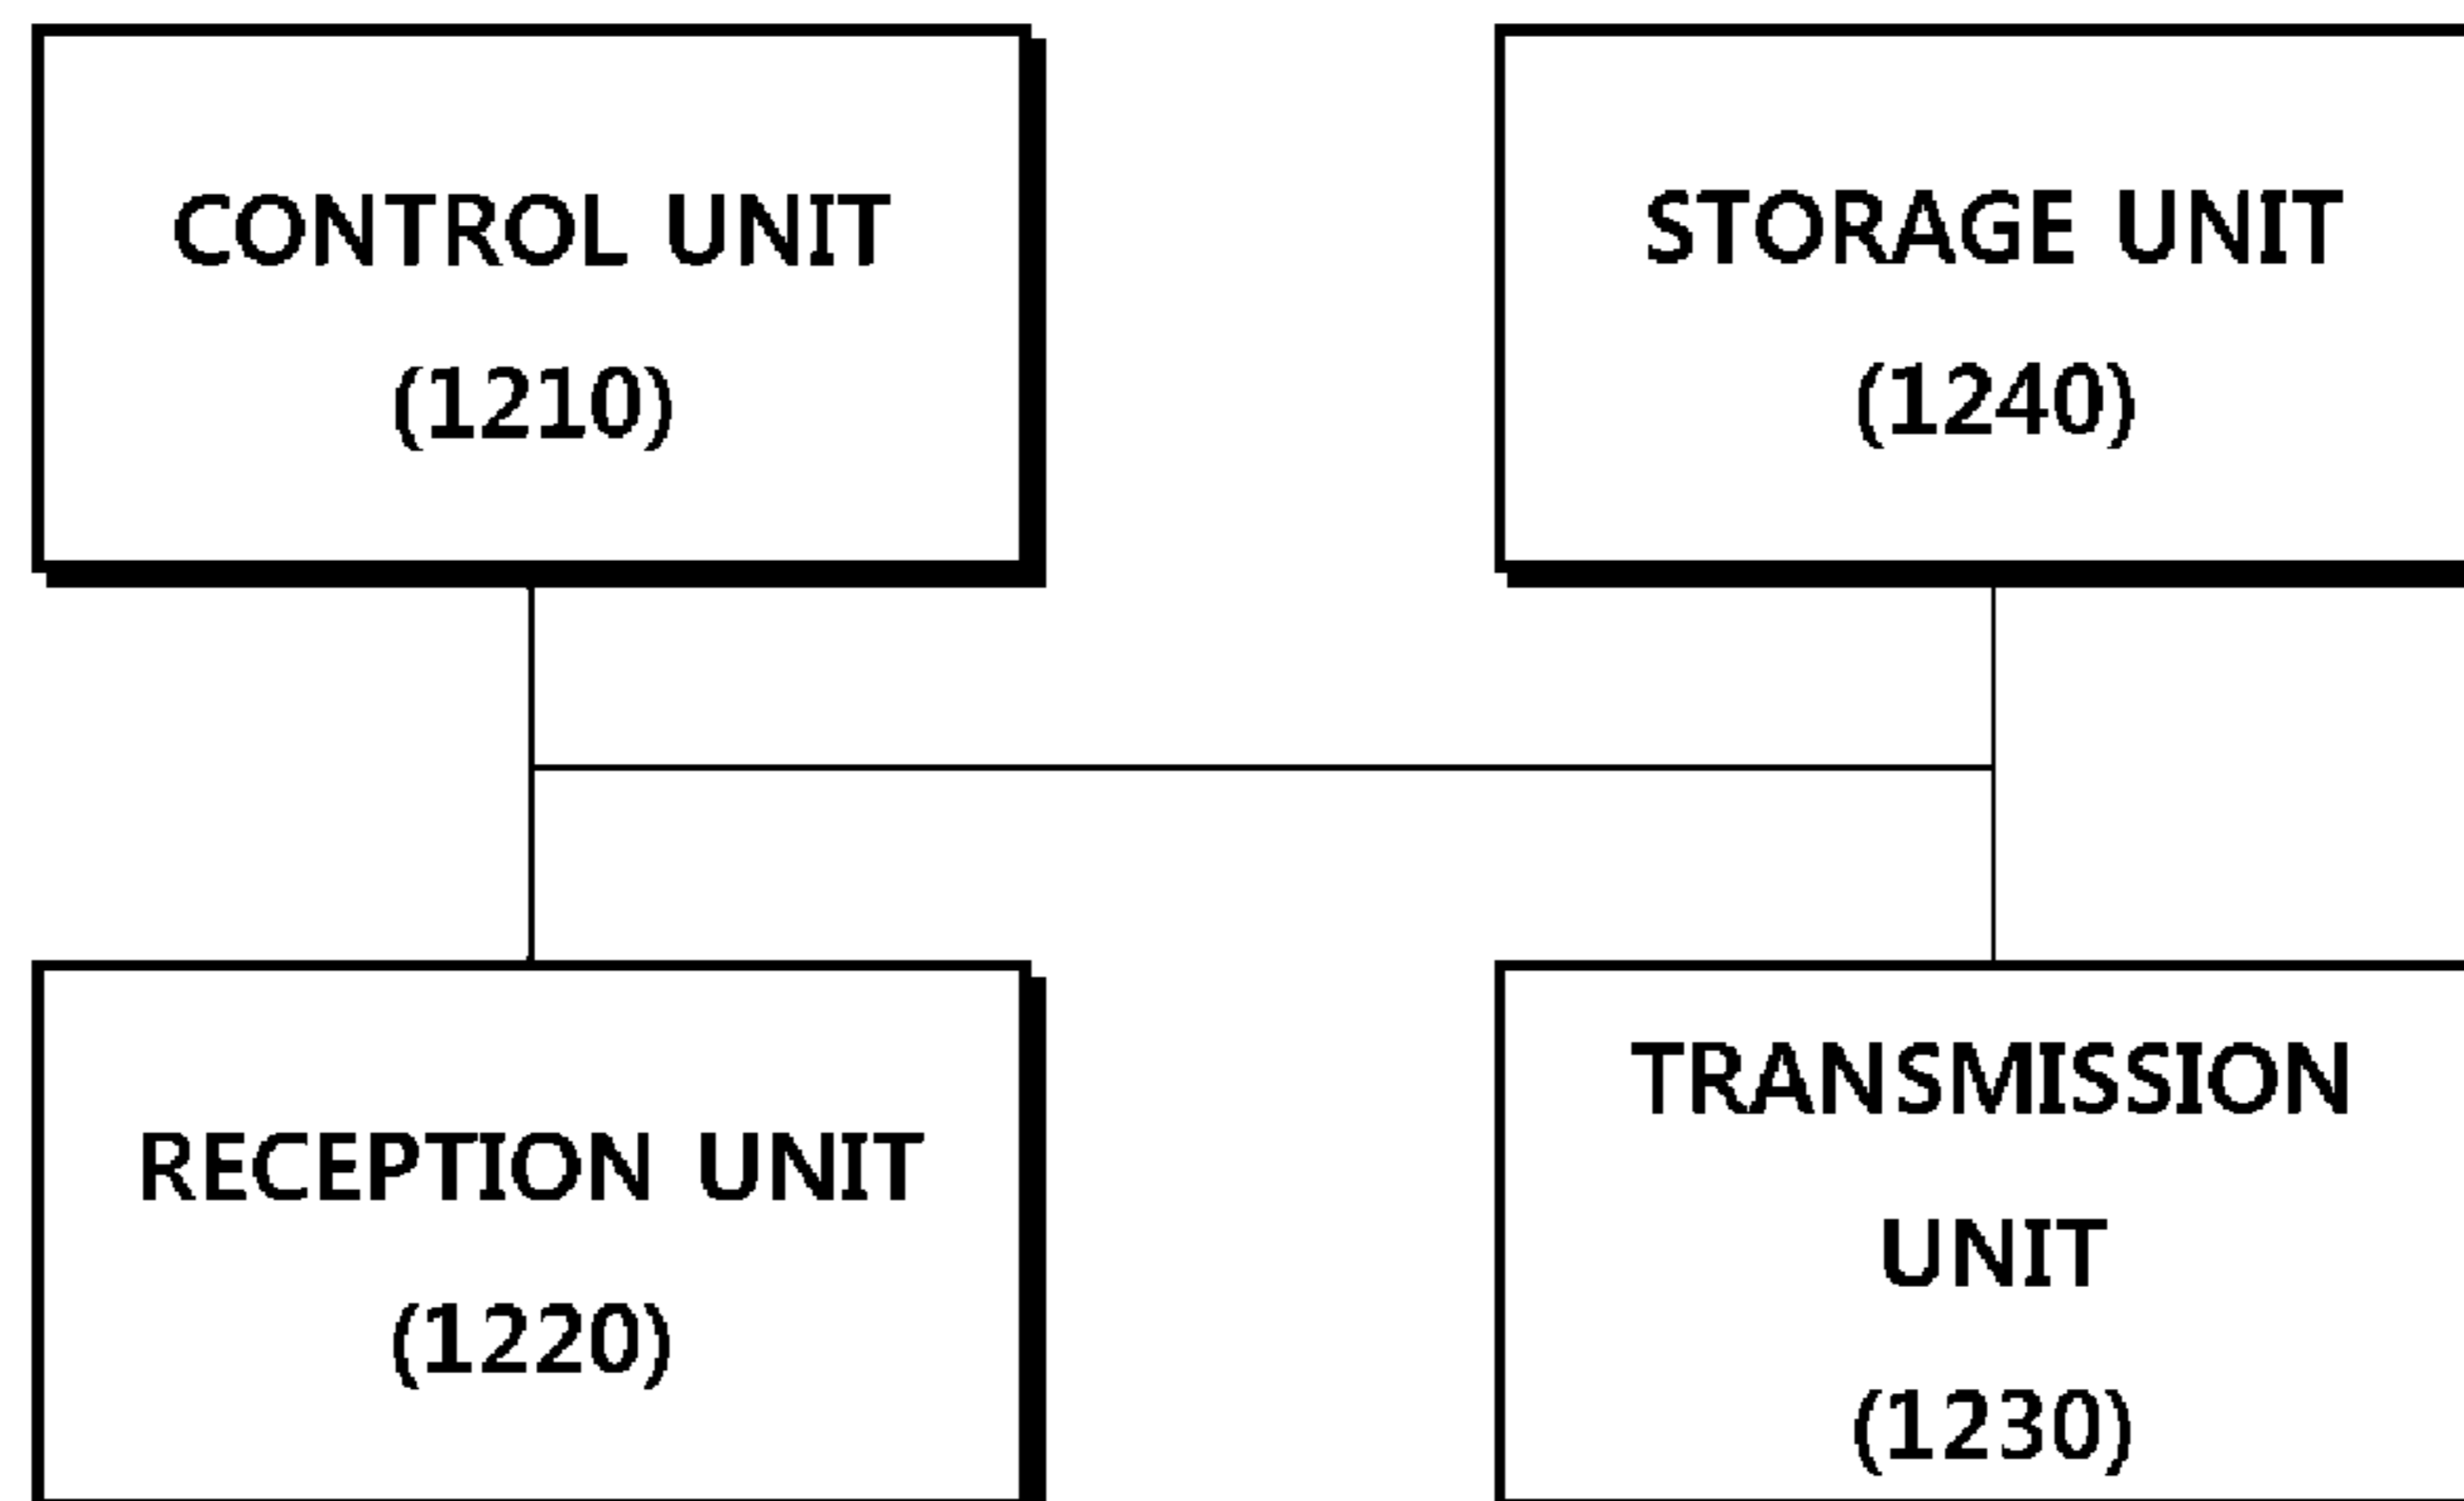 CONTROL UNIT
(1210)
STORAGE UNIT
(1240)
RECEPTION UNIT
(1220)
TRANSMISSION
UNIT
(1230)